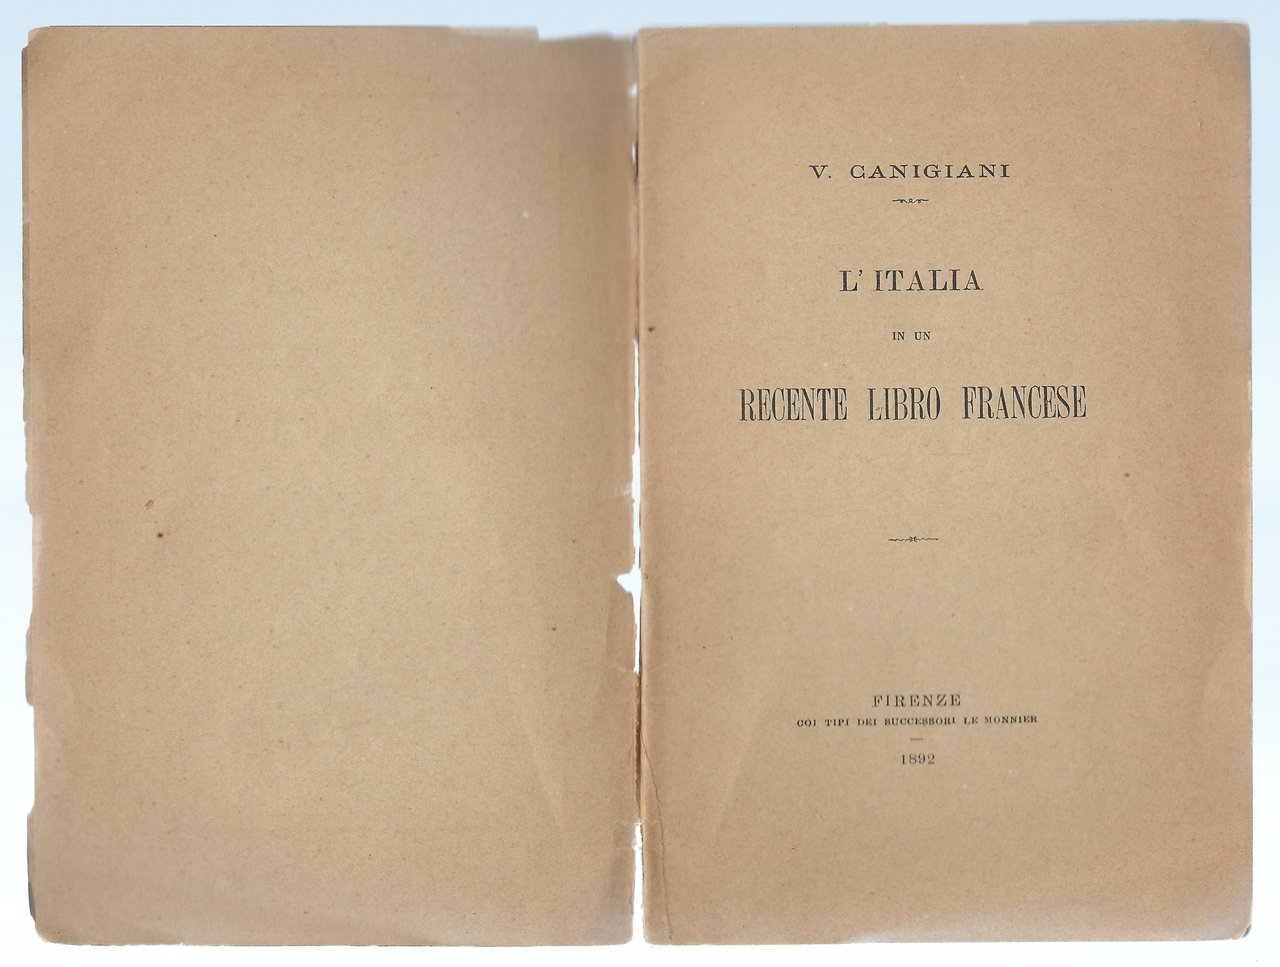 V. CANIGIANI
L' ITALIA
IN UN
RECENTE LIBRO FRANCESE
FIRENZE
COI TIPI DEI SUCCESSORI LE MONNIER
1892